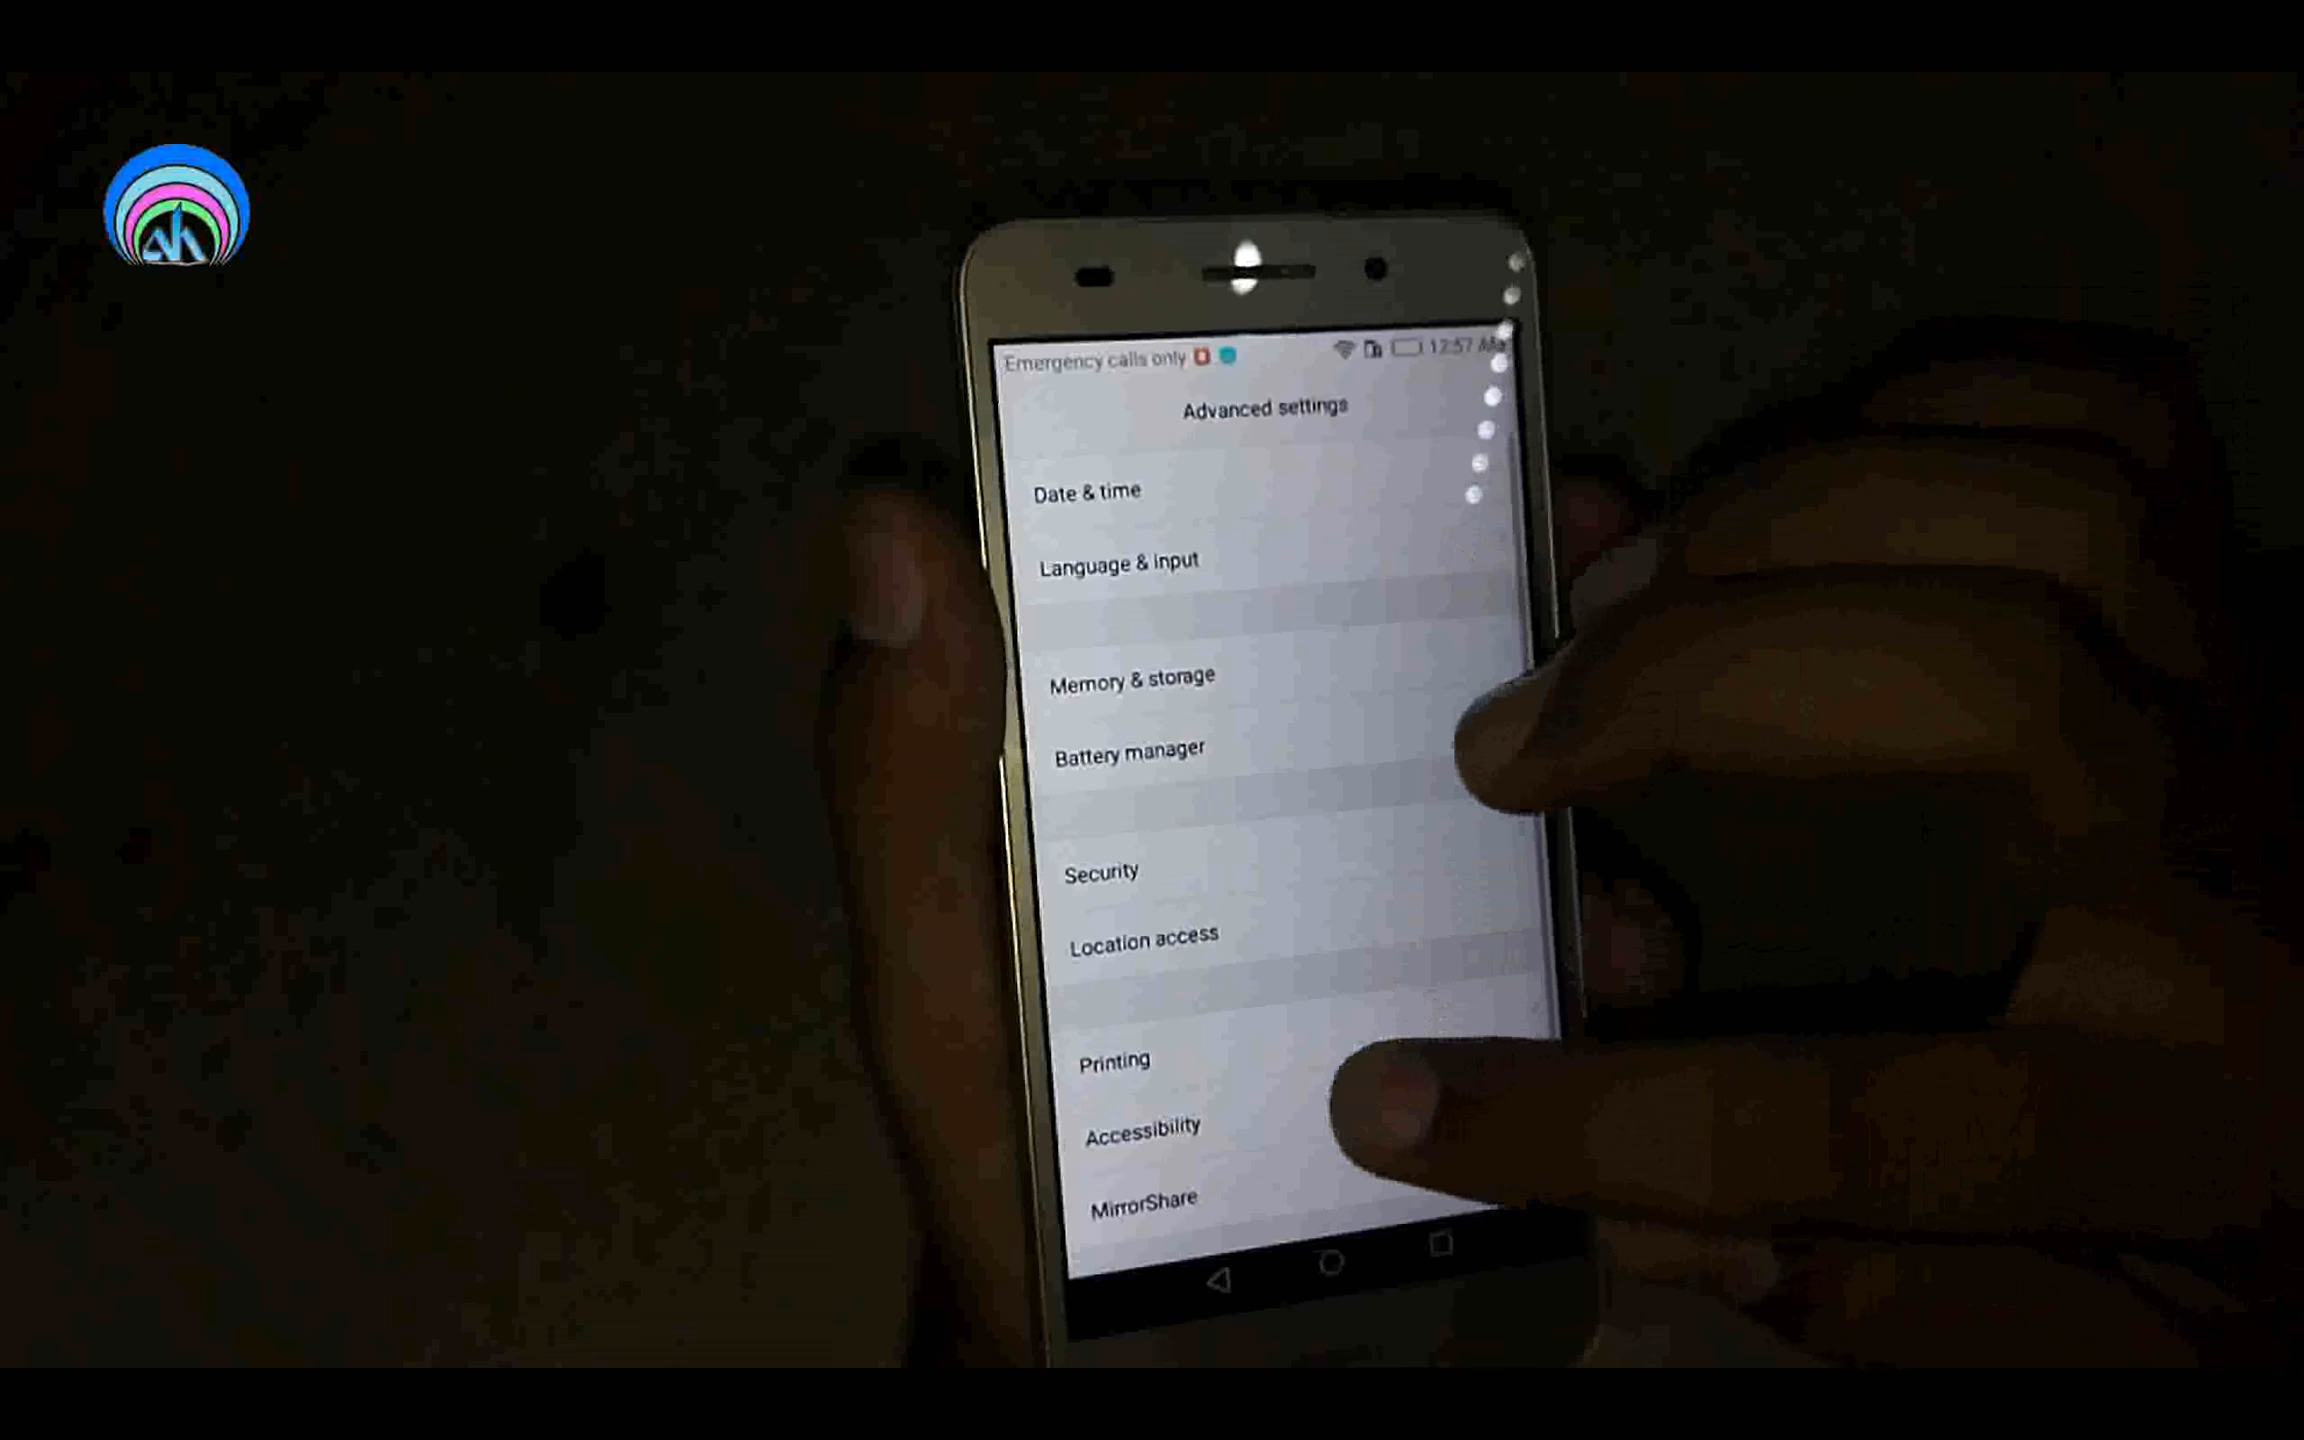 Emergency calls only 12:57
Advanced settings
Date & time
Language & input
Memory & storage
Battery manager
Security
Location access
Printing
Accessibility
MirrorShare